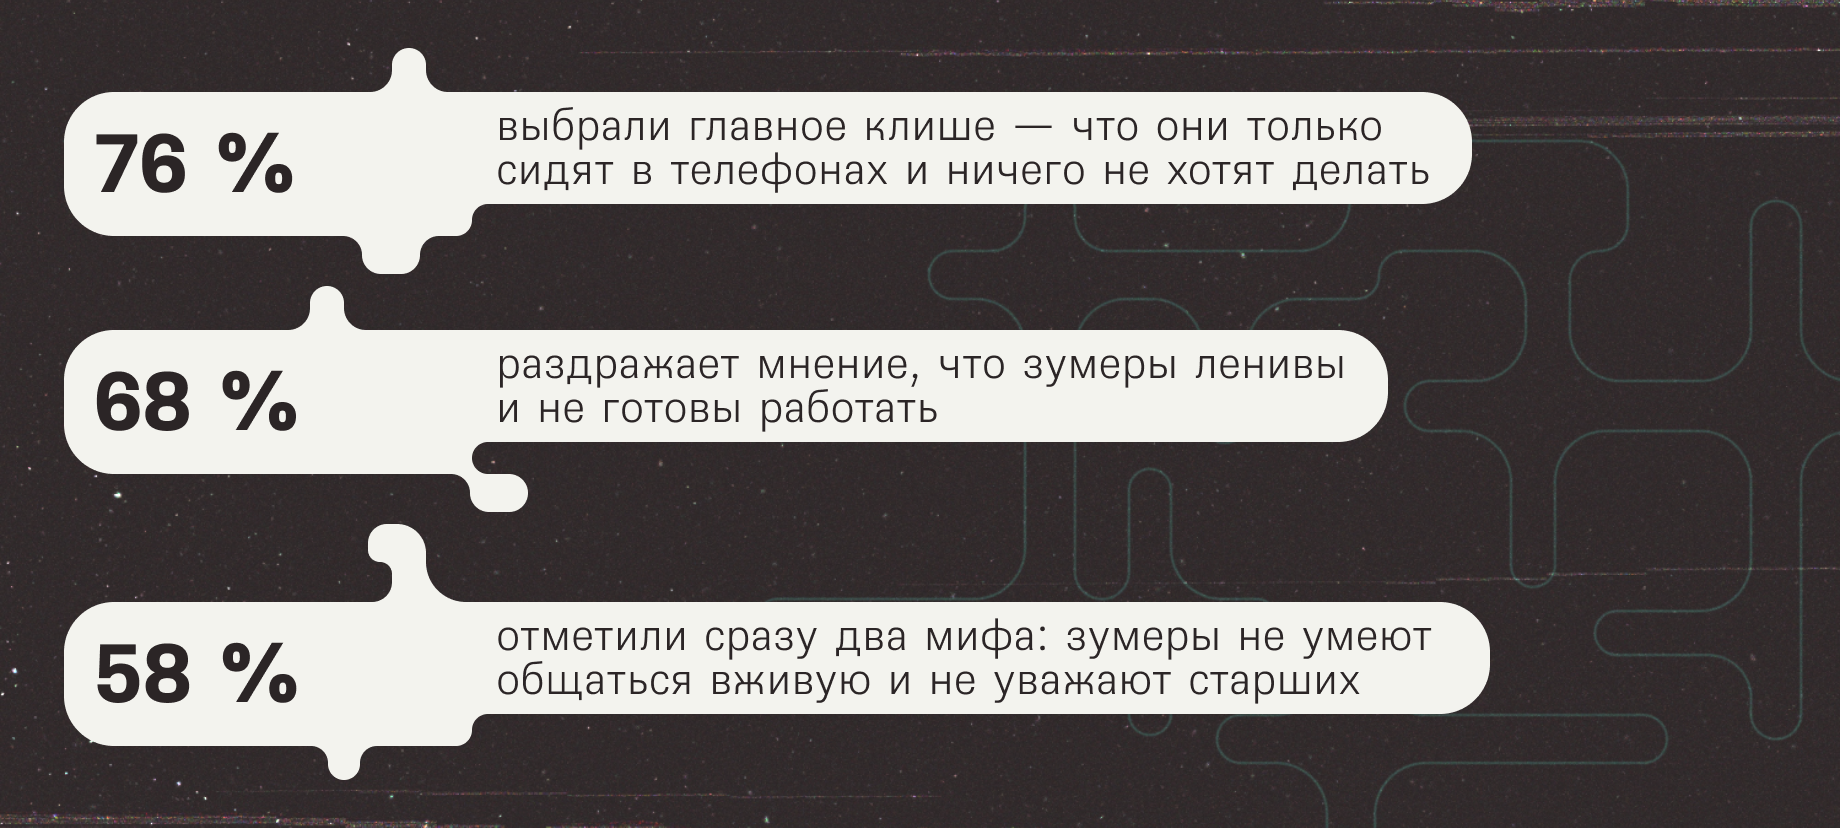 76 %
выбрали главное клише — что они только
сидят в телефонах и ничего не хотят делать
68 %
раздражает мнение, что зумеры ленивы
и не готовы работать
58 %
отметили сразу два мифа: зумеры не умеют
общаться вживую и не уважают старших